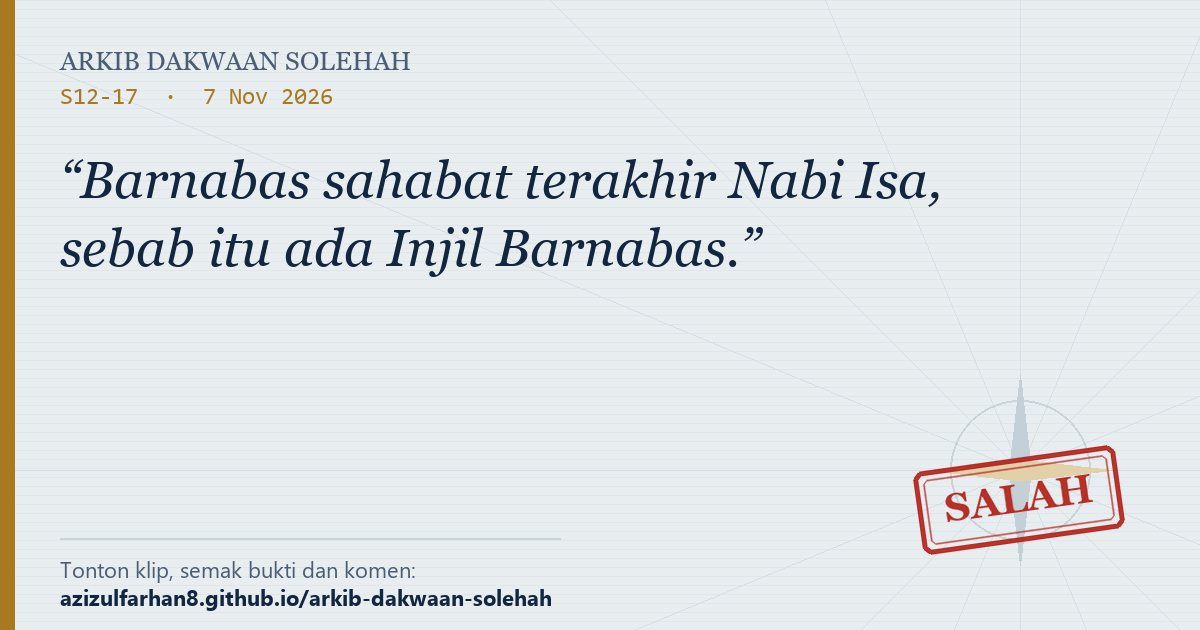 ARKIB DAKWAAN SOLEHAH
S12-17 · 7 Nov 2026
“Barnabas sahabat terakhir Nabi Isa,
sebab itu ada Injil Barnabas.”
SALAH
Tonton klip, semak bukti dan komen:
azizulfarhan8.github.io/arkib-dakwaan-solehah